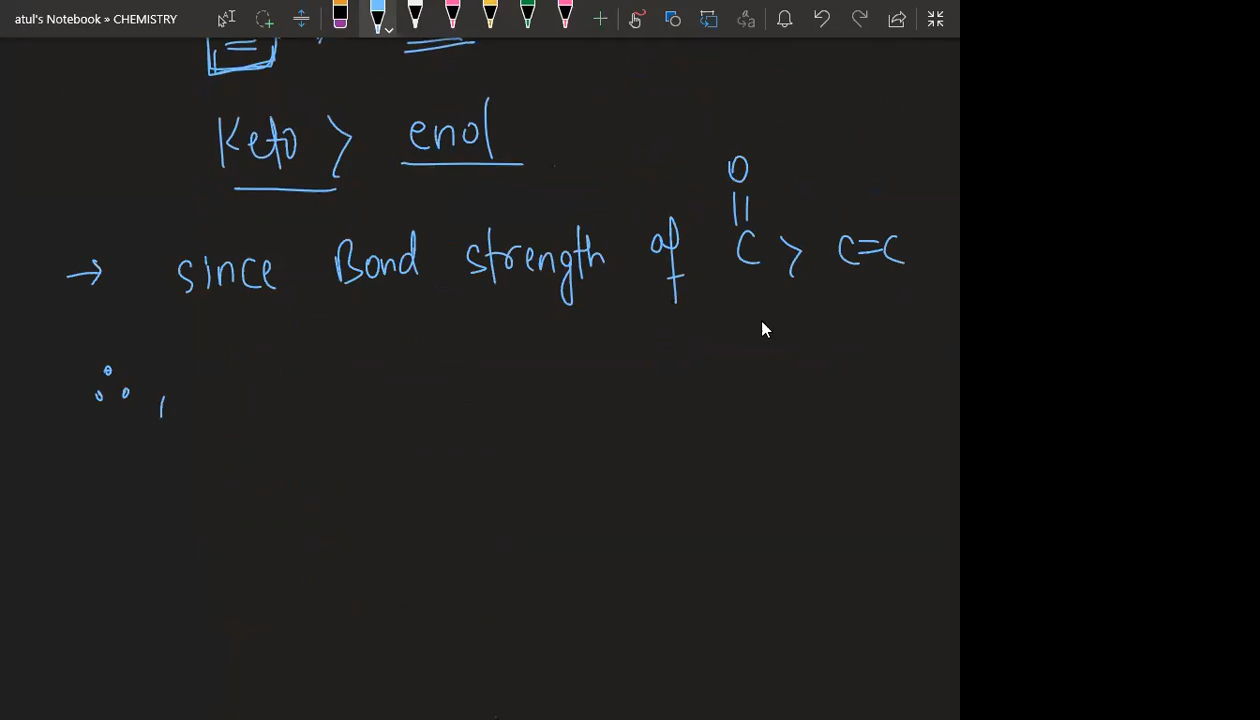 atul's Notebook » CHEMISTRY
Keto > enol
O
||
→ since Bond strength of C > C=C
∴